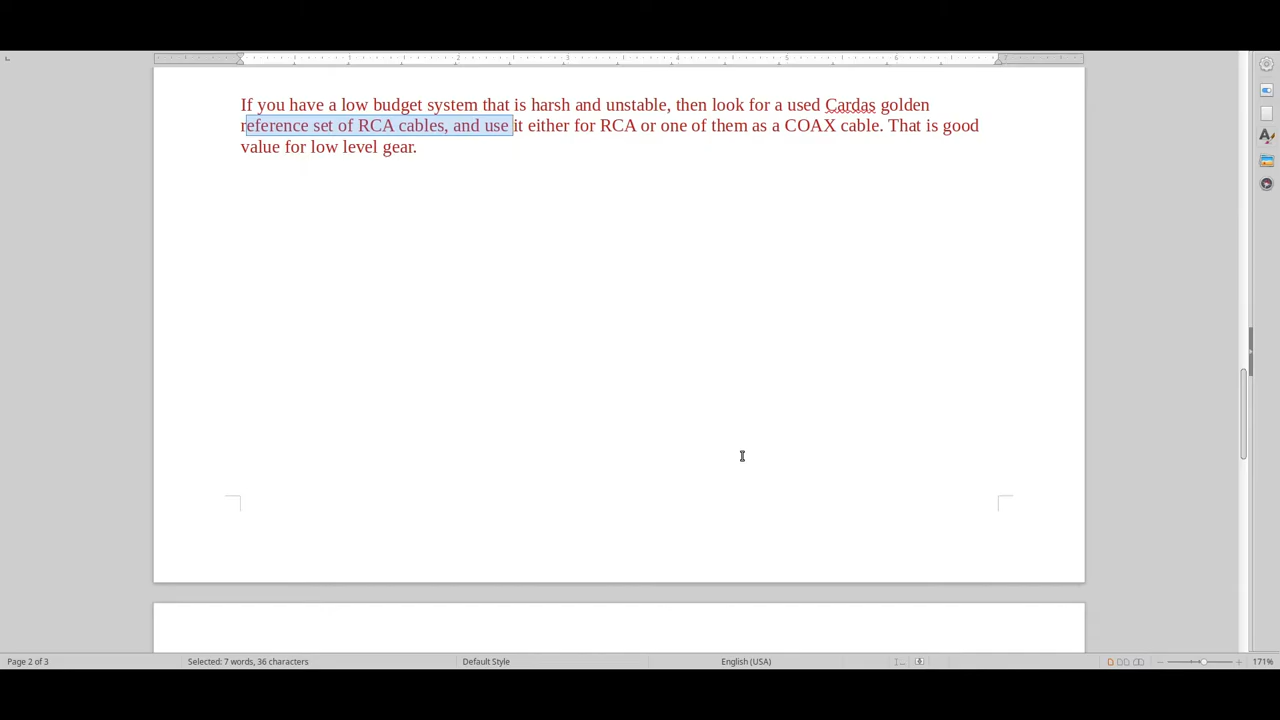 If you have a low budget system that is harsh and unstable, then look for a used Cardas golden
reference set of RCA cables, and use it either for RCA or one of them as a COAX cable. That is good
value for low level gear.
Page 2 of 3 Selected: 7 words, 36 characters Default Style English (USA) 171%